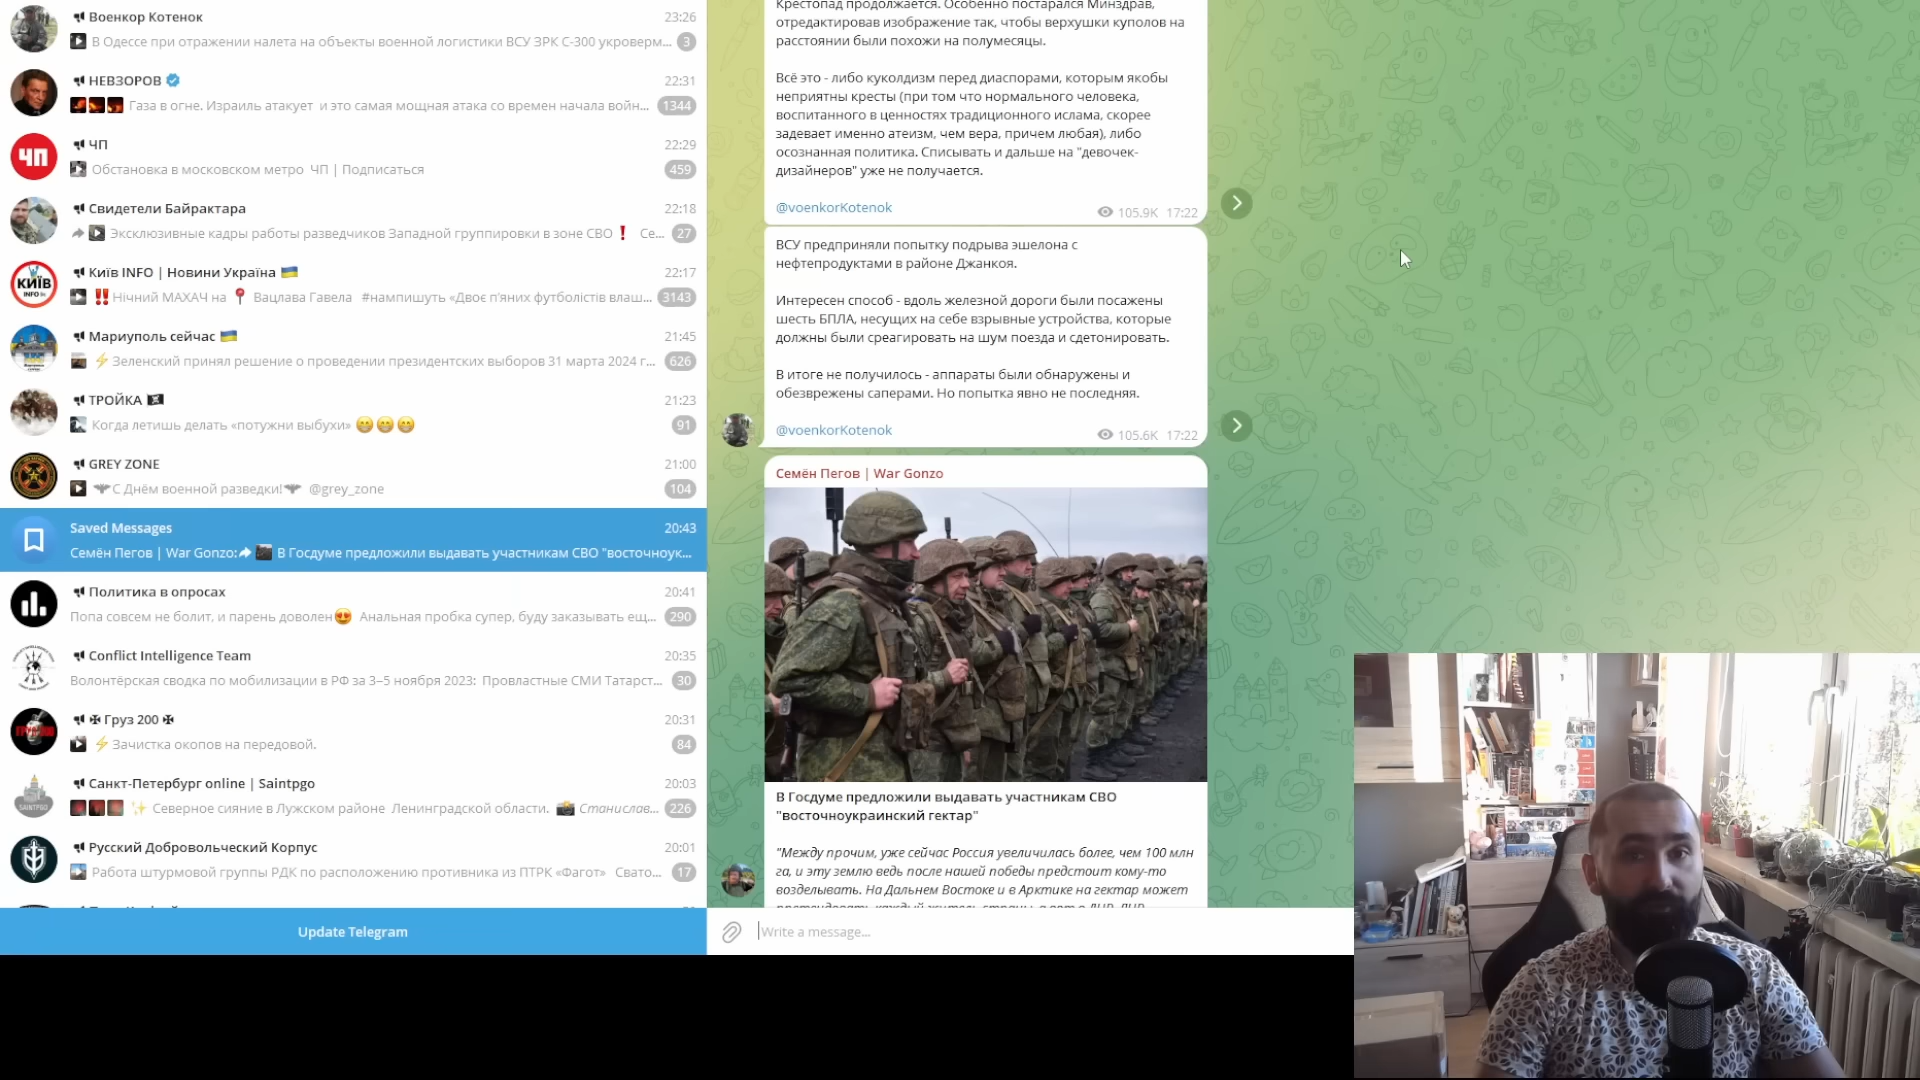 Военкор Котенок 23:26
В Одессе при отражении налета на объекты военной логистики ВСУ ЗРК С-300 укроверм... 3
НЕВЗОРОВ 22:31
Газа в огне. Израиль атакует и это самая мощная атака со времен начала войн... 1344
ЧП
ЧП 22:29
Обстановка в московском метро ЧП | Подписаться 459
Свидетели Байрактара 22:18
Эксклюзивные кадры работы разведчиков Западной группировки в зоне СВО❗ Се... 27
КИЇВ
INFO
Київ INFO | Новини Україна 🇺🇦 22:17
‼️Нічний МАХАЧ на 📍 Вацлава Гавела #нампишуть «Двоє п'яних футболістів влаш... 3143
Мариуполь сейчас 🇺🇦 21:45
⚡Зеленский принял решение о проведении президентских выборов 31 марта 2024 г... 626
ТРОЙКА 🏴‍☠️ 21:23
Когда летишь делать «потужни выбухи» 😁😁😁 91
GREY ZONE 21:00
С Днём военной разведки! @grey_zone 104
Saved Messages 20:43
Семён Пегов | War Gonzo: В Госдуме предложили выдавать участникам СВО "восточноук...
Политика в опросах 20:41
Попа совсем не болит, и парень доволен😍 Анальная пробка супер, буду заказывать ещ... 290
Conflict Intelligence Team 20:35
Волонтёрская сводка по мобилизации в РФ за 3–5 ноября 2023: Провластные СМИ Татарст... 30
✠ Груз 200 ✠ 20:31
⚡Зачистка окопов на передовой. 84
SAINTPGO
Санкт-Петербург online | Saintpgo 20:03
✨ Северное сияние в Лужском районе Ленинградской области. 📸 Станислав... 226
Русский Добровольческий Корпус 20:01
Работа штурмовой группы РДК по расположению противника из ПТРК «Фагот» Свато... 17
Update Telegram
Крестопад продолжается. Особенно постарался Минздрав,
отредактировав изображение так, чтобы верхушки куполов на
расстоянии были похожи на полумесяцы.
Всё это - либо куколдизм перед диаспорами, которым якобы
неприятны кресты (при том что нормального человека,
воспитанного в ценностях традиционного ислама, скорее
задевает именно атеизм, чем вера, причем любая), либо
осознанная политика. Списывать и дальше на "девочек-
дизайнеров" уже не получается.
@voenkorKotenok 105.9K 17:22
ВСУ предприняли попытку подрыва эшелона с
нефтепродуктами в районе Джанкоя.
Интересен способ - вдоль железной дороги были посажены
шесть БПЛА, несущих на себе взрывные устройства, которые
должны были среагировать на шум поезда и сдетонировать.
В итоге не получилось - аппараты были обнаружены и
обезврежены саперами. Но попытка явно не последняя.
@voenkorKotenok 105.6K 17:22
Семён Пегов | War Gonzo
В Госдуме предложили выдавать участникам СВО
"восточноукраинский гектар"
"Между прочим, уже сейчас Россия увеличилась более, чем 100 млн
га, и эту землю ведь после нашей победы предстоит кому-то
возделывать. На Дальнем Востоке и в Арктике на гектар может
Write a message...